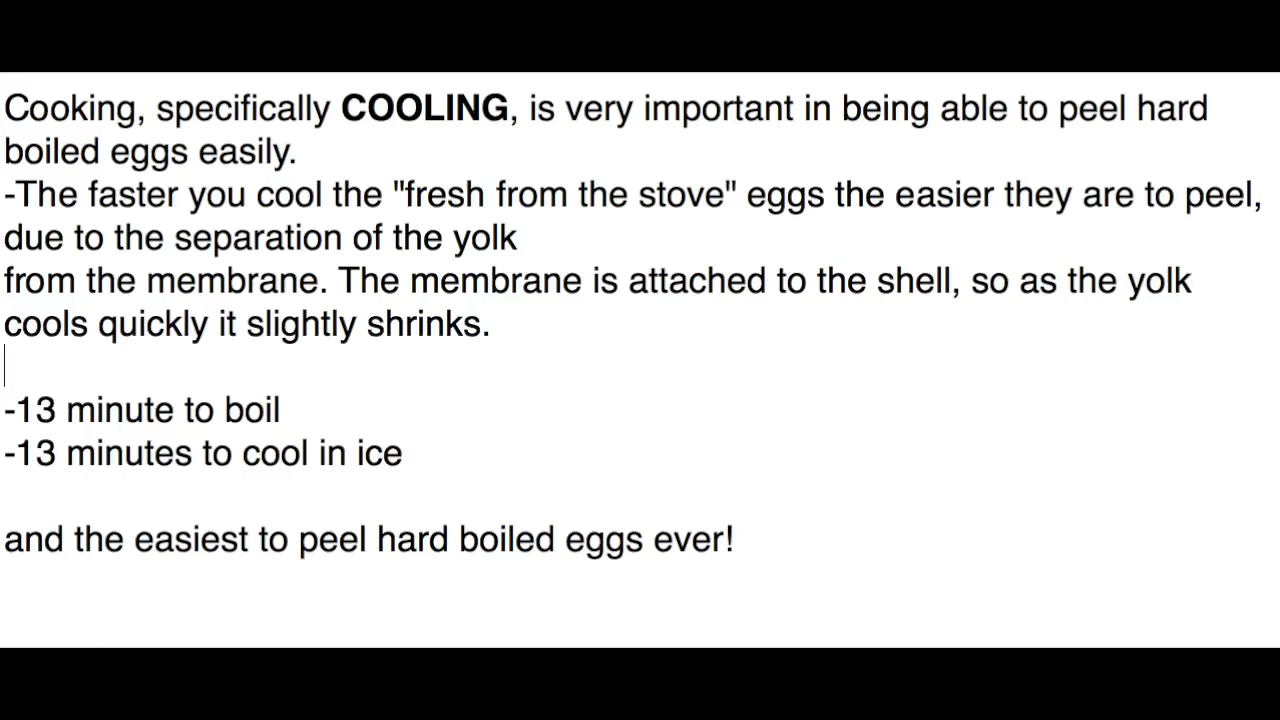 Cooking, specifically COOLING, is very important in being able to peel hard
boiled eggs easily.
-The faster you cool the "fresh from the stove" eggs the easier they are to peel,
due to the separation of the yolk
from the membrane. The membrane is attached to the shell, so as the yolk
cools quickly it slightly shrinks.
-13 minute to boil
-13 minutes to cool in ice
and the easiest to peel hard boiled eggs ever!